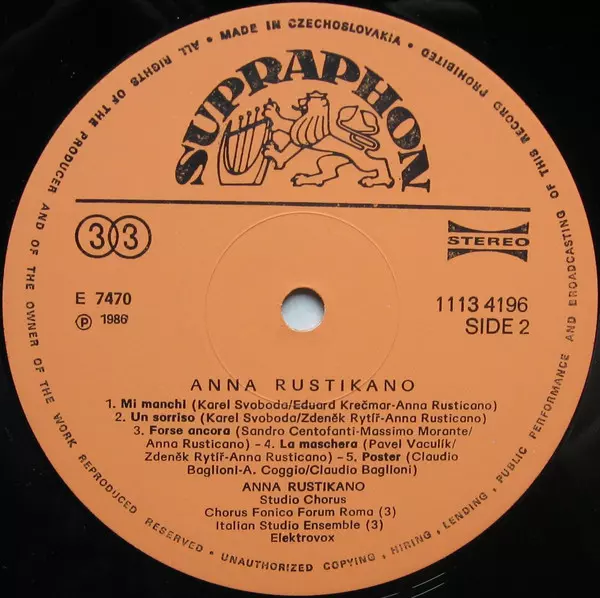 ALL RIGHTS OF THE PRODUCER AND OF THE OWNER OF THE WORK REPRODUCED RESERVED • UNAUTHORIZED COPYING, HIRING, LENDING, PUBLIC PERFORMANCE AND BROADCASTING OF THIS RECORD PROHIBITED • MADE IN CZECHOSLOVAKIA •
SUPRAPHON
33
STEREO
E 7470
1113 4196
Ⓟ 1986
SIDE 2
ANNA RUSTIKANO
1. Mi manchi (Karel Svoboda/Eduard Krečmar-Anna Rusticano)
2. Un sorriso (Karel Svoboda/Zdeněk Rytíř-Anna Rusticano)
3. Forse ancora (Sandro Centofanti-Massimo Morante/
Anna Rusticano) – 4. La maschera (Pavel Vaculík/
Zdeněk Rytíř-Anna Rusticano) – 5. Poster (Claudio
Baglioni-A. Coggio/Claudio Baglioni)
ANNA RUSTIKANO
Studio Chorus
Chorus Fonico Forum Roma (3)
Italian Studio Ensemble (3)
Elektrovox